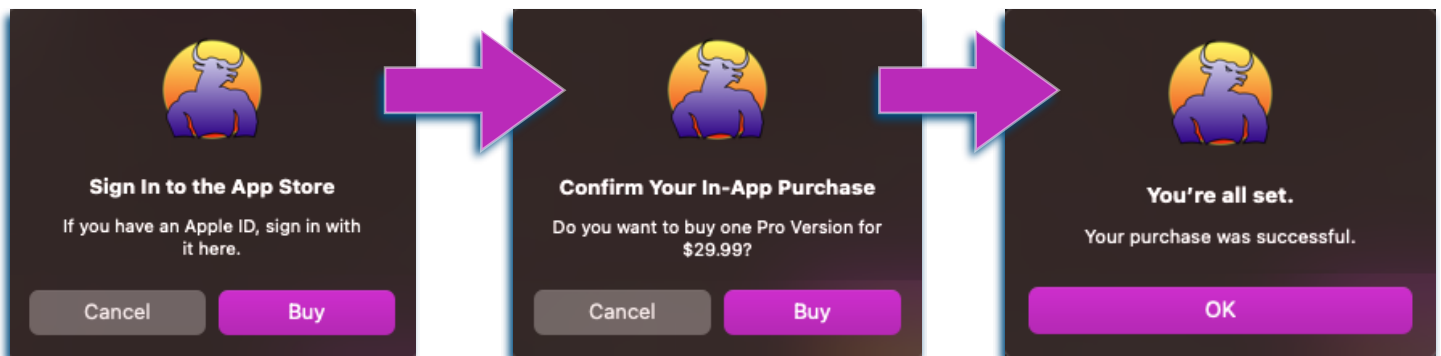 Sign In to the App Store
If you have an Apple ID, sign in with
it here.
Cancel
Buy
Confirm Your In-App Purchase
Do you want to buy one Pro Version for
$29.99?
Cancel
Buy
You’re all set.
Your purchase was successful.
OK